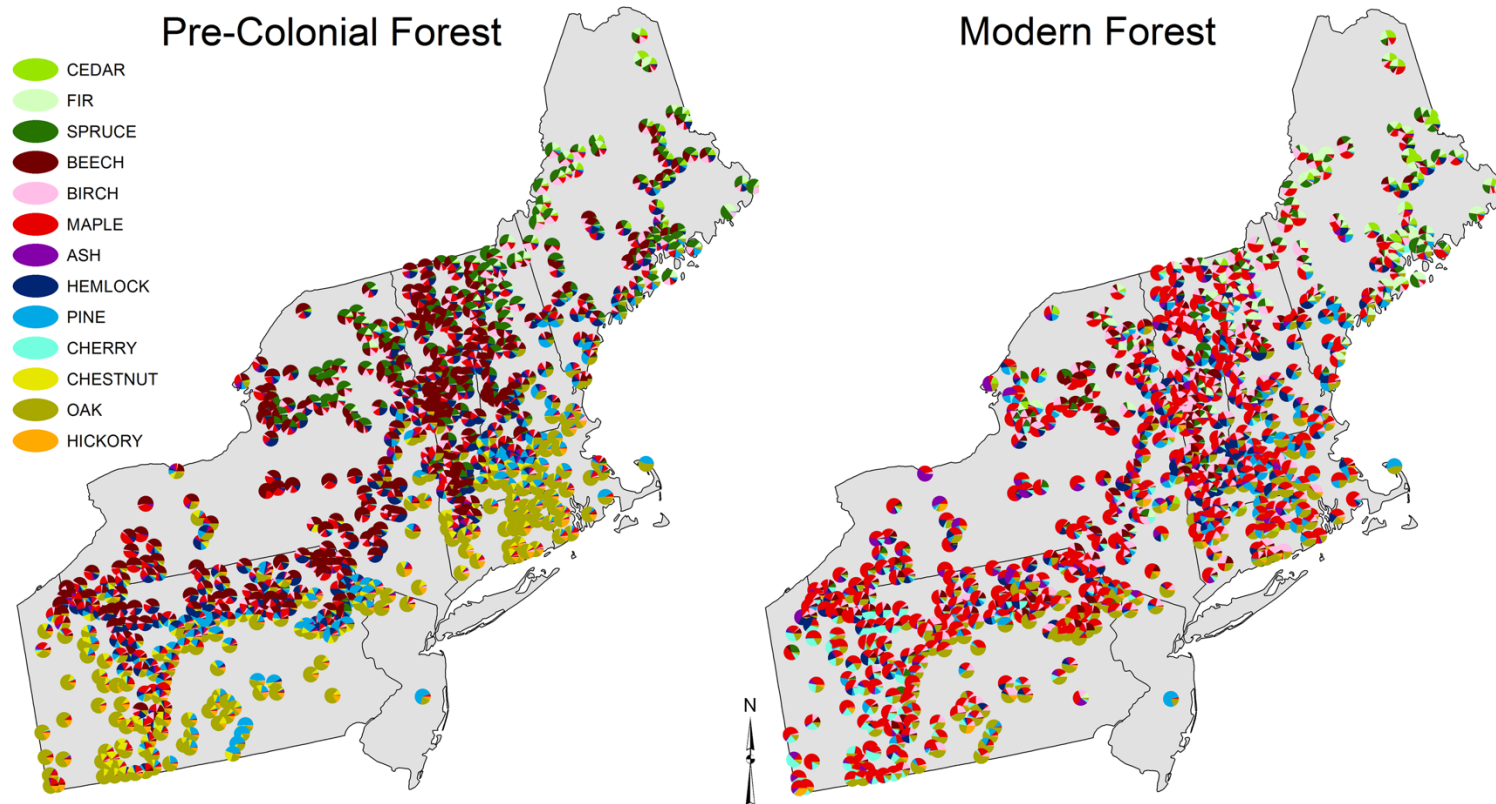 Pre-Colonial Forest
Modern Forest
CEDAR
FIR
SPRUCE
BEECH
BIRCH
MAPLE
ASH
HEMLOCK
PINE
CHERRY
CHESTNUT
OAK
HICKORY
N